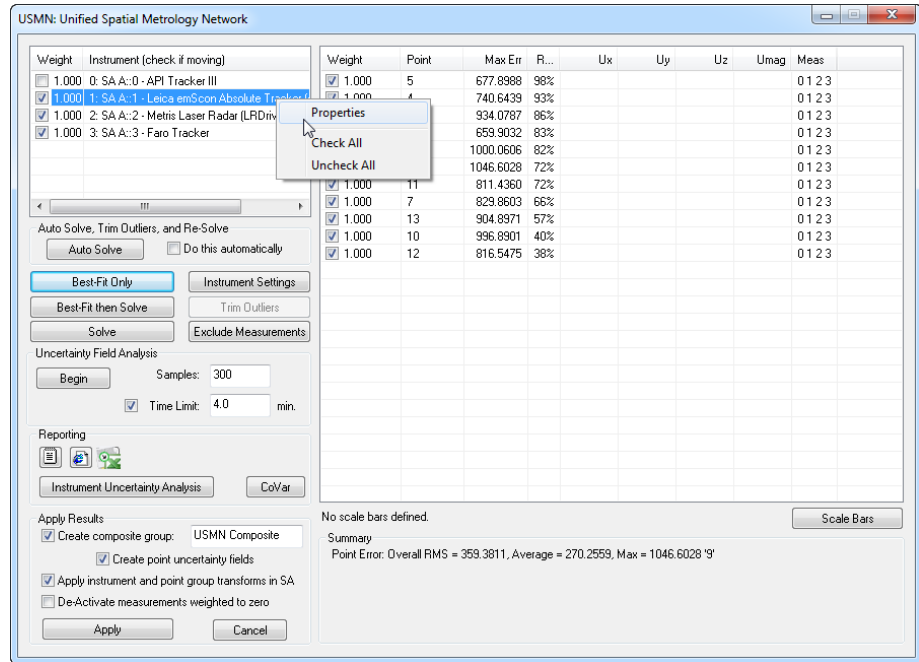 USMN: Unified Spatial Metrology Network
Weight Instrument (check if moving)
1.000 0: SA A::0 - API Tracker III
1.000 1: SA A::1 - Leica emScon Absolute Tracker (
1.000 2: SA A::2 - Metris Laser Radar (LRDriv
1.000 3: SA A::3 - Faro Tracker
Properties
Check All
Uncheck All
Weight Point Max Err R... Ux Uy Uz Umag Meas
1.000 5 677.8988 98% 0 1 2 3
1.000 4 740.6439 93% 0 1 2 3
934.0787 86% 0 1 2 3
659.9032 83% 0 1 2 3
1000.0606 82% 0 1 2 3
1046.6028 72% 0 1 2 3
1.000 11 811.4360 72% 0 1 2 3
1.000 7 829.8603 66% 0 1 2 3
1.000 13 904.8971 57% 0 1 2 3
1.000 10 996.8901 40% 0 1 2 3
1.000 12 816.5475 38% 0 1 2 3
Auto Solve, Trim Outliers, and Re-Solve
Auto Solve Do this automatically
Best-Fit Only Instrument Settings
Best-Fit then Solve Trim Outliers
Solve Exclude Measurements
Uncertainty Field Analysis
Begin Samples: 300
Time Limit: 4.0 min.
Reporting
Instrument Uncertainty Analysis CoVar
Apply Results
Create composite group: USMN Composite
Create point uncertainty fields
Apply instrument and point group transforms in SA
De-Activate measurements weighted to zero
Apply Cancel
No scale bars defined. Scale Bars
Summary
Point Error: Overall RMS = 359.3811, Average = 270.2559, Max = 1046.6028 '9'